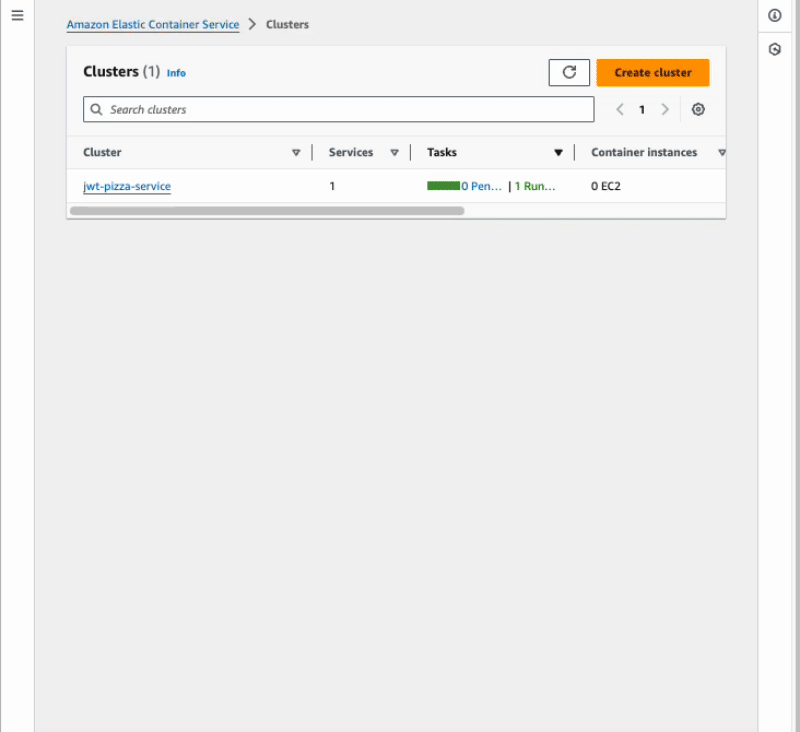 Amazon Elastic Container Service > Clusters
Clusters (1) Info
Create cluster
Search clusters
1
Cluster Services Tasks Container instances
jwt-pizza-service 1 0 Pen... | 1 Run... 0 EC2